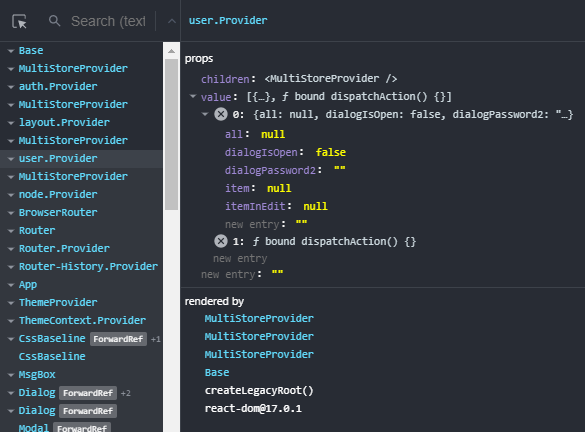 Search (text
Base
MultiStoreProvider
auth.Provider
MultiStoreProvider
layout.Provider
MultiStoreProvider
user.Provider
MultiStoreProvider
node.Provider
BrowserRouter
Router
Router.Provider
Router-History.Provider
App
ThemeProvider
ThemeContext.Provider
CssBaseline ForwardRef +1
CssBaseline
MsgBox
Dialog ForwardRef +2
Dialog ForwardRef
Modal ForwardRef
user.Provider
props
children: <MultiStoreProvider />
value: [{…}, ƒ bound dispatchAction() {}]
0: {all: null, dialogIsOpen: false, dialogPassword2: "…}
all: null
dialogIsOpen: false
dialogPassword2: ""
item: null
itemInEdit: null
new entry: ""
1: ƒ bound dispatchAction() {}
new entry
new entry: ""
rendered by
MultiStoreProvider
MultiStoreProvider
MultiStoreProvider
Base
createLegacyRoot()
react-dom@17.0.1